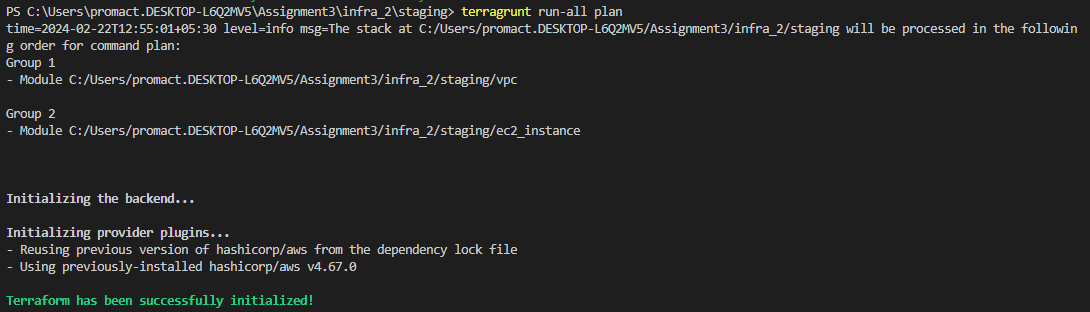 PS C:\Users\promact.DESKTOP-L6Q2MV5\Assignment3\infra_2\staging> terragrunt run-all plan
time=2024-02-22T12:55:01+05:30 level=info msg=The stack at C:/Users/promact.DESKTOP-L6Q2MV5/Assignment3/infra_2/staging will be processed in the followin
g order for command plan:
Group 1
- Module C:/Users/promact.DESKTOP-L6Q2MV5/Assignment3/infra_2/staging/vpc
Group 2
- Module C:/Users/promact.DESKTOP-L6Q2MV5/Assignment3/infra_2/staging/ec2_instance
Initializing the backend...
Initializing provider plugins...
- Reusing previous version of hashicorp/aws from the dependency lock file
- Using previously-installed hashicorp/aws v4.67.0
Terraform has been successfully initialized!